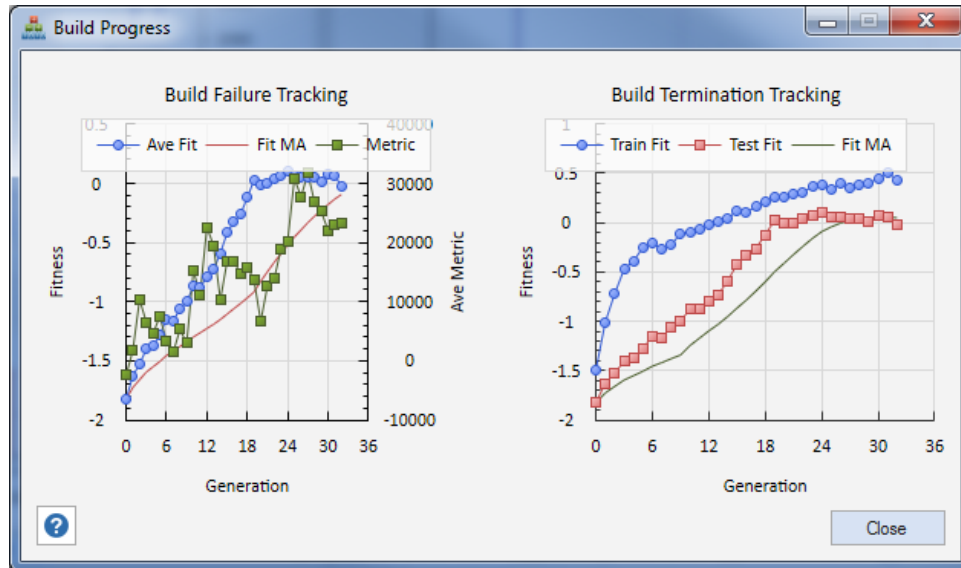 Build Progress
Build Failure Tracking
Ave Fit Fit MA Metric
Fitness
0.5
0
-0.5
-1
-1.5
-2
40000
30000
20000
10000
0
-10000
Ave Metric
0 6 12 18 24 30 36
Generation
Build Termination Tracking
Train Fit Test Fit Fit MA
Fitness
1
0.5
0
-0.5
-1
-1.5
-2
0 6 12 18 24 30 36
Generation
?
Close